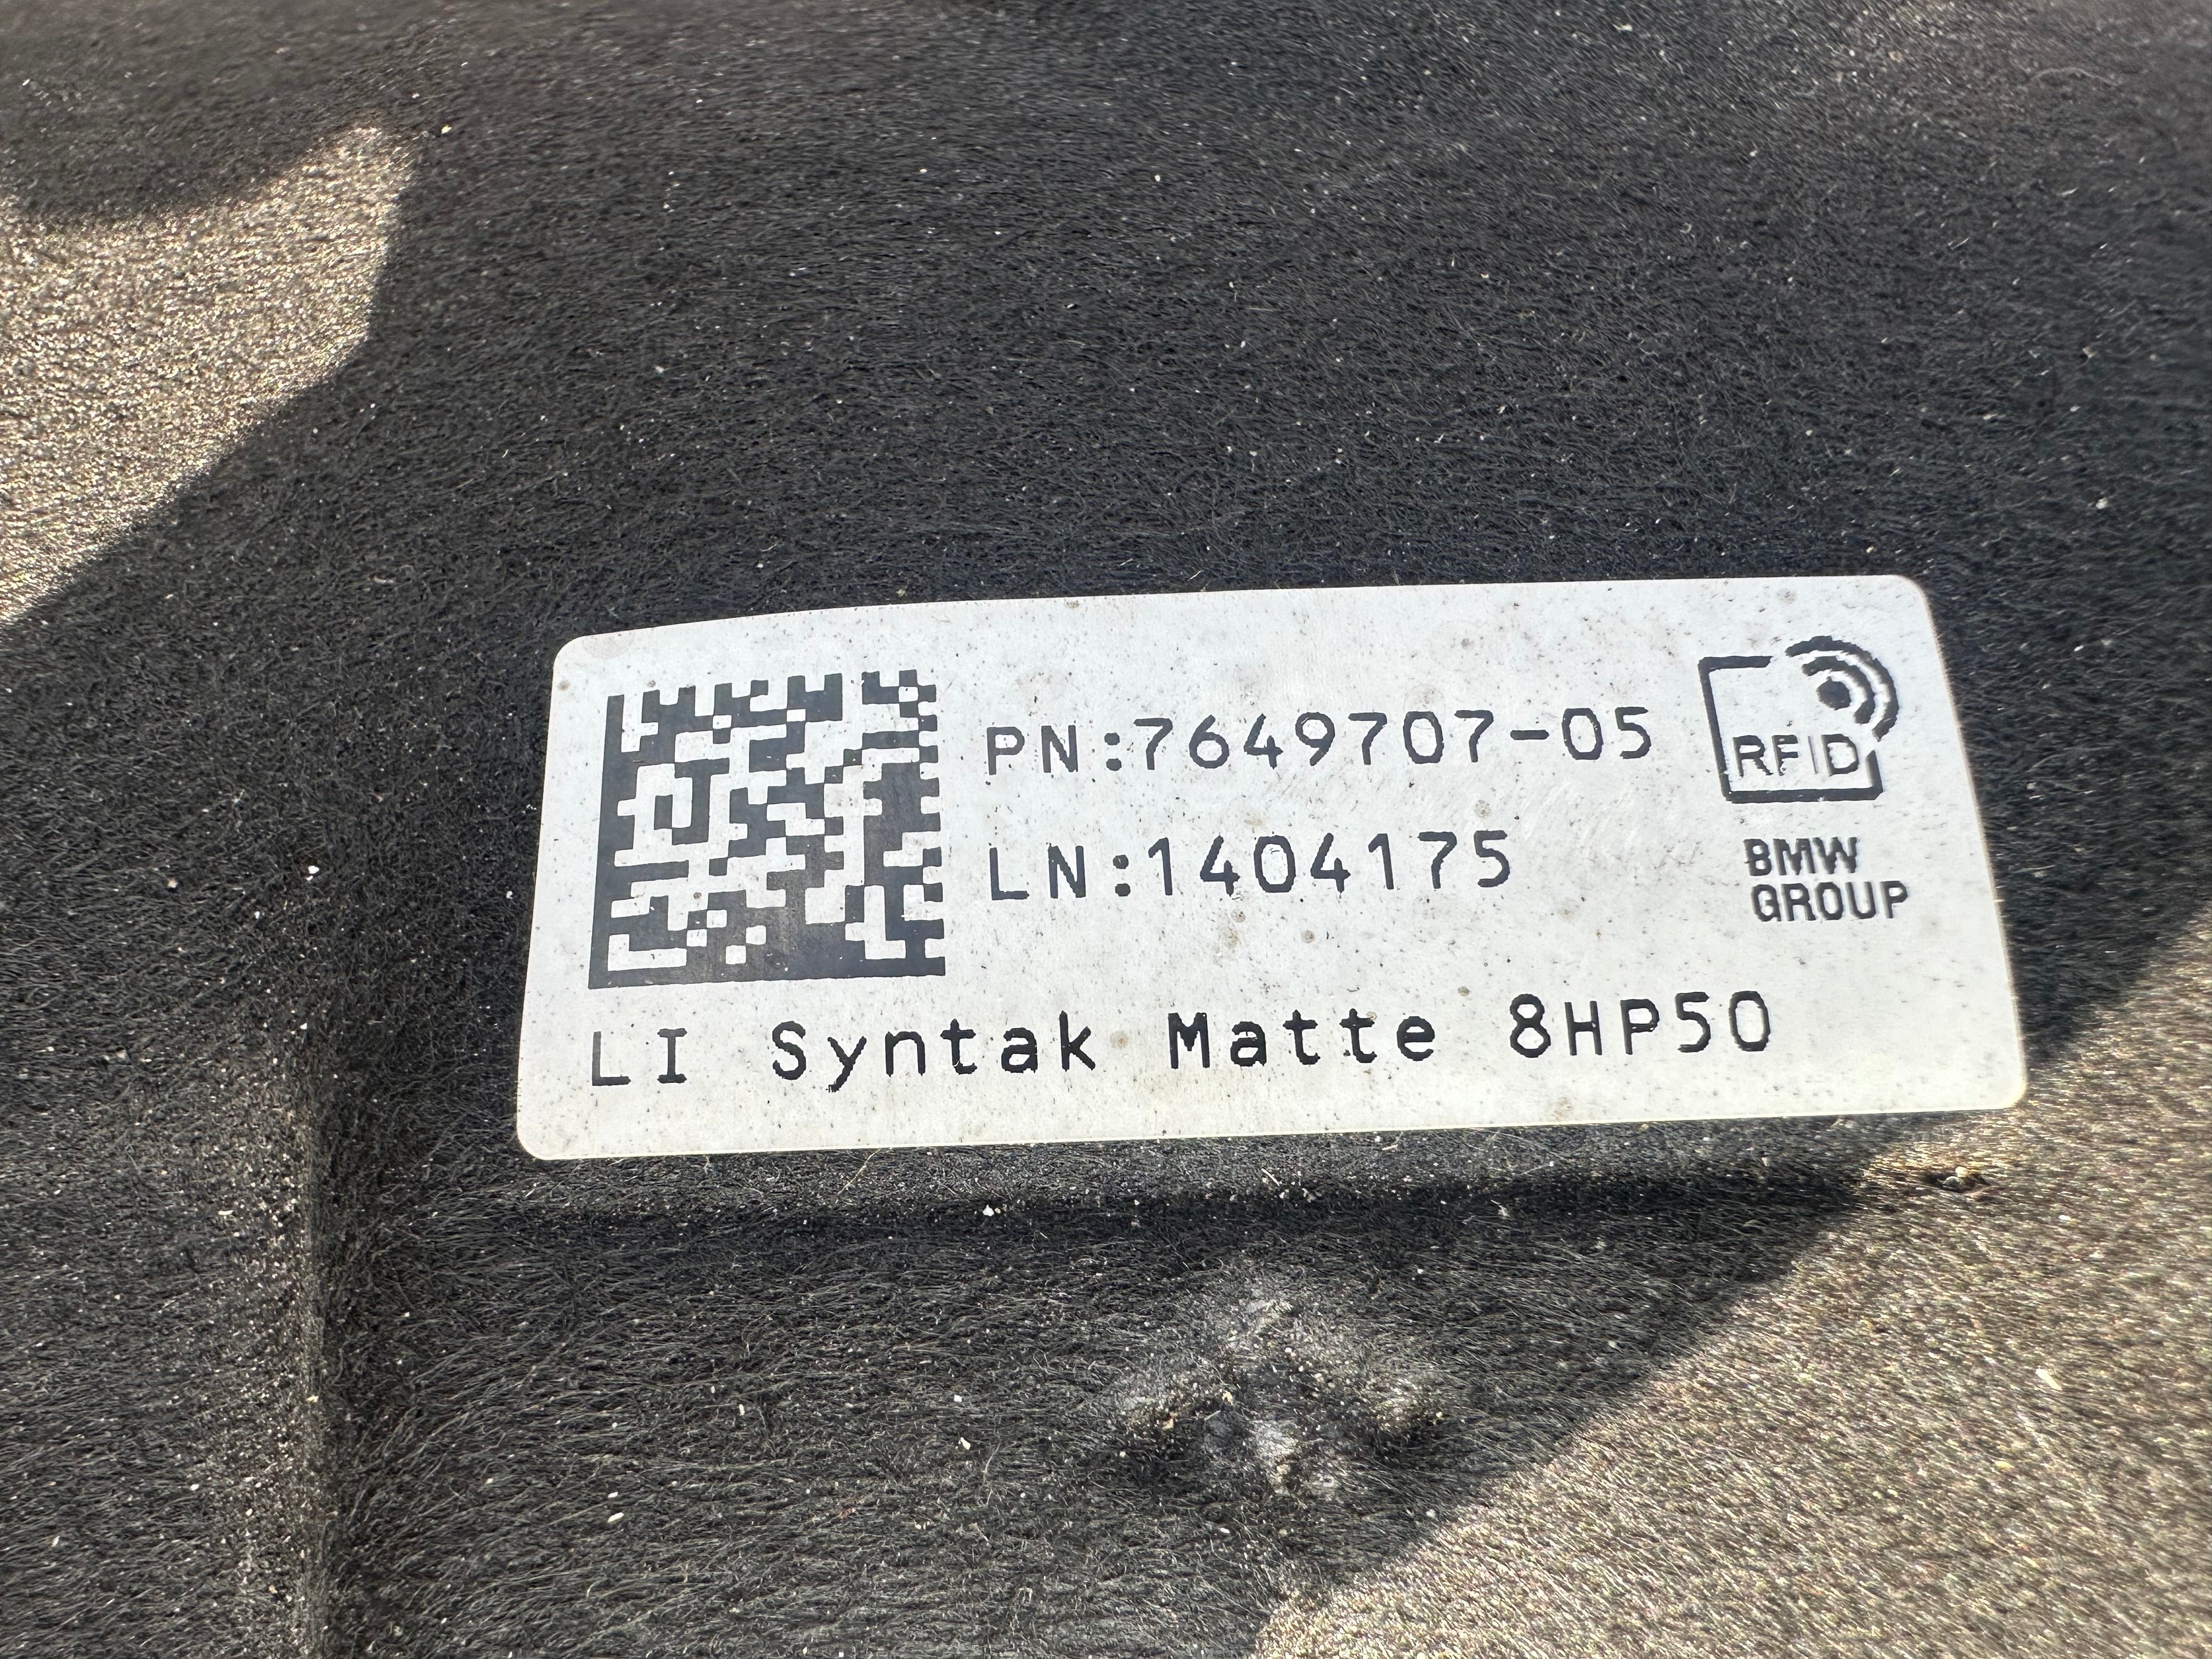 PN:7649707-05
RFID
LN:1404175
BMW
GROUP
LI Syntak Matte 8HP50